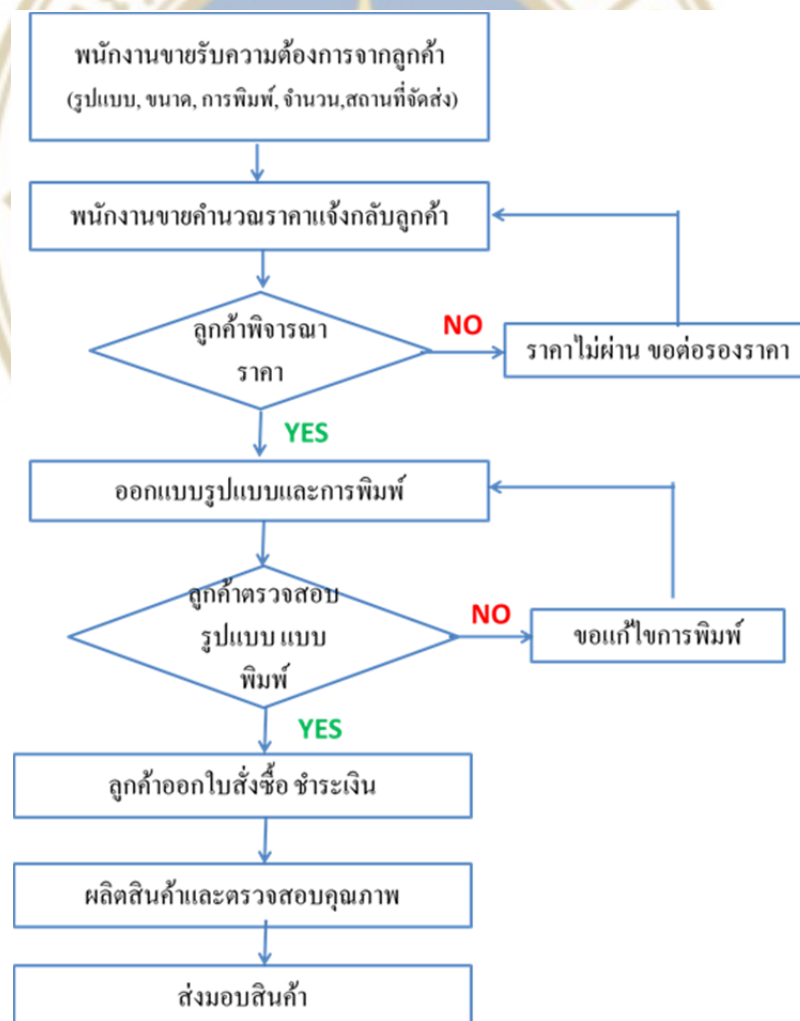 พนักงานขายรับความต้องการจากลูกค้า
(รูปแบบ, ขนาด, การพิมพ์, จำนวน,สถานที่จัดส่ง)
พนักงานขายคำนวณราคาแจ้งกลับลูกค้า
ลูกค้าพิจารณา
ราคา
NO
ราคาไม่ผ่าน ขอต่อรองราคา
YES
ออกแบบรูปแบบและการพิมพ์
ลูกค้าตรวจสอบ
รูปแบบ แบบ
พิมพ์
NO
ขอแก้ไขการพิมพ์
YES
ลูกค้าออกใบสั่งซื้อ ชำระเงิน
ผลิตสินค้าและตรวจสอบคุณภาพ
ส่งมอบสินค้า